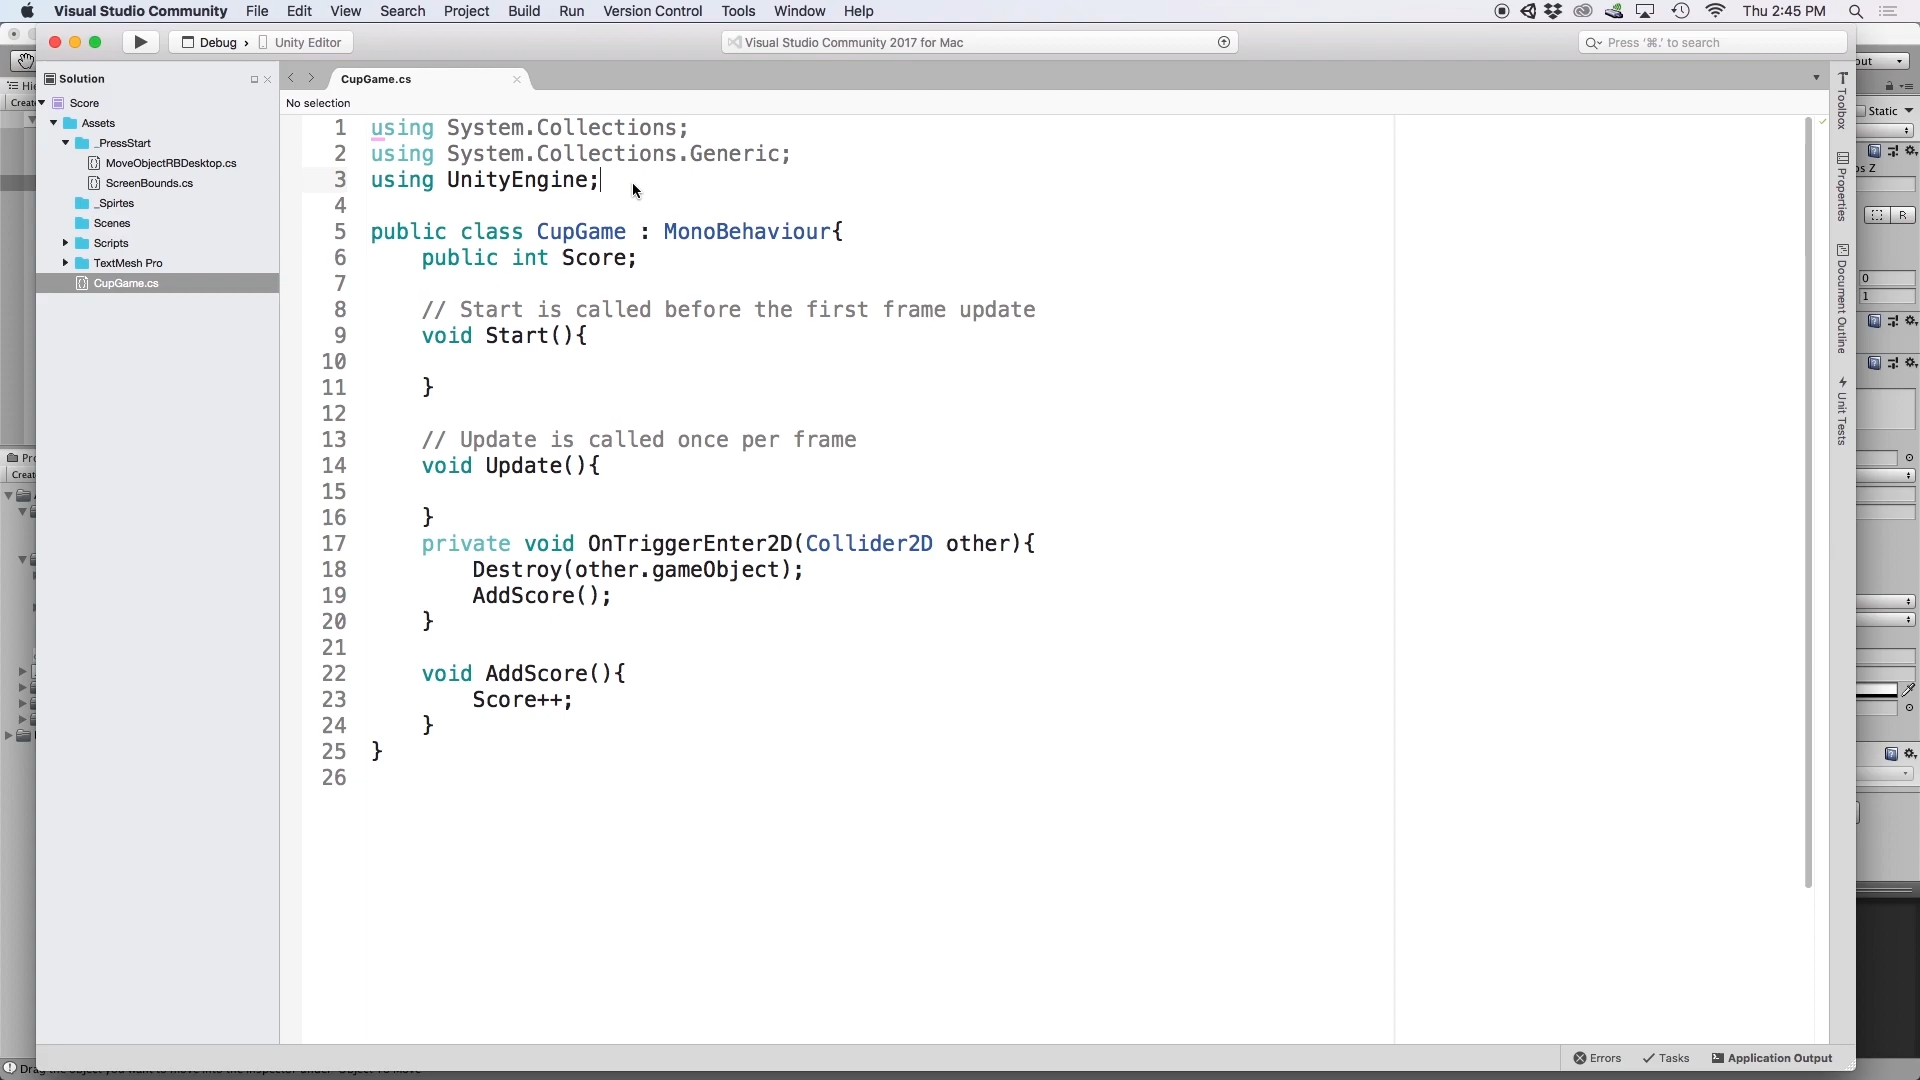 Visual Studio Community File Edit View Search Project Build Run Version Control Tools Window Help Thu 2:45 PM
Debug › Unity Editor Visual Studio Community 2017 for Mac Press '⌘.' to search
Solution
Score
Assets
_PressStart
MoveObjectRBDesktop.cs
ScreenBounds.cs
_Spirtes
Scenes
Scripts
TextMesh Pro
CupGame.cs
CupGame.cs
No selection
1 using System.Collections;
2 using System.Collections.Generic;
3 using UnityEngine;
4
5 public class CupGame : MonoBehaviour{
6 public int Score;
7
8 // Start is called before the first frame update
9 void Start(){
10
11 }
12
13 // Update is called once per frame
14 void Update(){
15
16 }
17 private void OnTriggerEnter2D(Collider2D other){
18 Destroy(other.gameObject);
19 AddScore();
20 }
21
22 void AddScore(){
23 Score++;
24 }
25 }
26
Toolbox
Properties
Document Outline
Unit Tests
Static
R
0
1
Errors Tasks Application Output